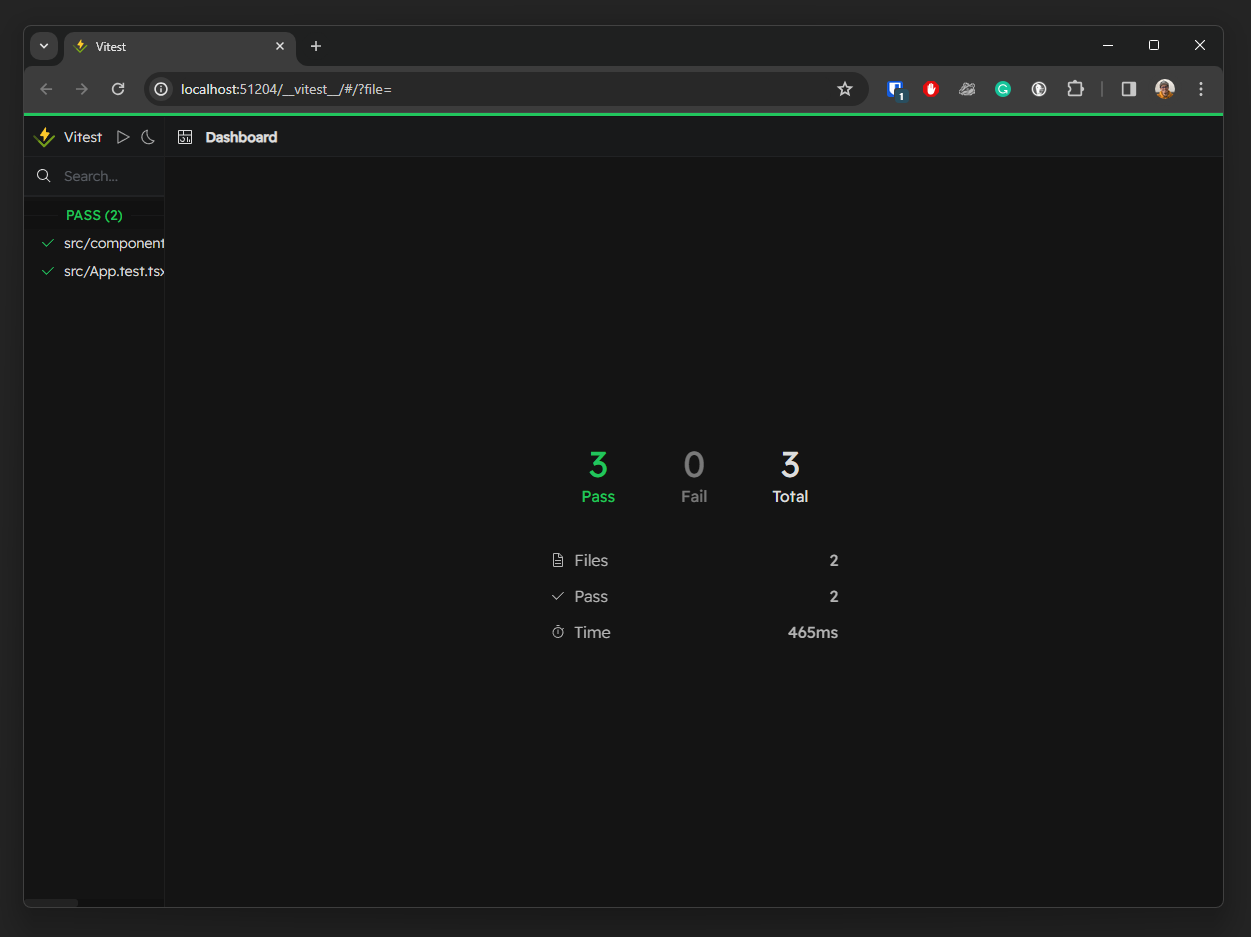 Vitest
localhost:51204/__vitest__/#/?file=
1
Vitest
Dashboard
Search...
PASS (2)
src/component
src/App.test.tsx
3 0 3
Pass Fail Total
Files 2
Pass 2
Time 465ms